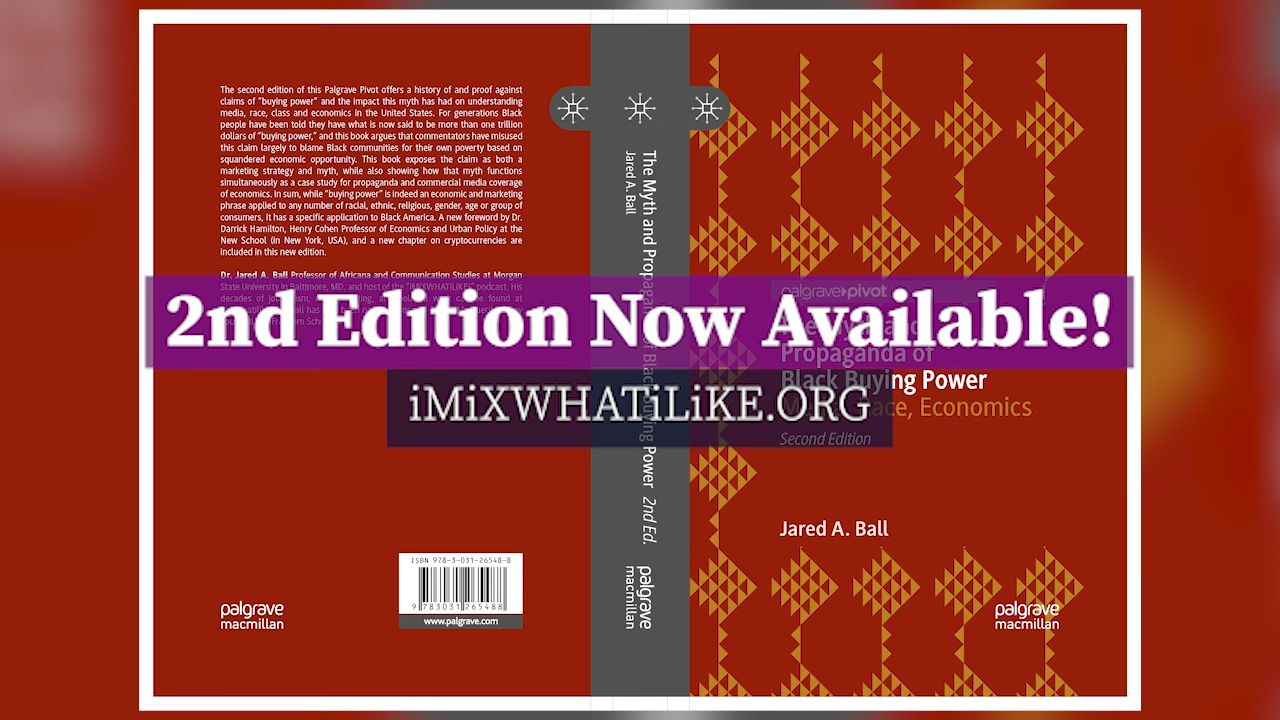 The second edition of this Palgrave Pivot offers a history of and proof against
claims of "buying power" and the impact this myth has had on understanding
media, race, class and economics in the United States. For generations Black
people have been told they have what is now said to be more than one trillion
dollars of "buying power," and this book argues that commentators have misused
this claim largely to blame Black communities for their own poverty based on
squandered economic opportunity. This book exposes the claim as both a
marketing strategy and myth, while also showing how that myth functions
simultaneously as a case study for propaganda and commercial media coverage
of economics. In sum, while "buying power" is indeed an economic and marketing
phrase applied to any number of racial, ethnic, religious, gender, age or group of
consumers, it has a specific application to Black America. A new foreword by Dr.
Darrick Hamilton, Henry Cohen Professor of Economics and Urban Policy at the
New School (in New York, USA), and a new chapter on cryptocurrencies are
included in this new edition.
Dr. Jared A. Ball Professor of Africana and Communication Studies at Morgan
State University in Baltimore, MD. and host of the "iMiXWHATiLiKE!" podcast. His
decades of
2nd Edition Now Available!
iMiXWHATiLiKE.ORG
ISBN 978-3-031-26548-8
9 783031 265488
www.palgrave.com
palgrave
macmillan
The Myth and Propaganda of Black Buying Power 2nd Ed.
Jared A. Ball
palgrave
macmillan
palgrave pivot
Propaganda of
Black Buying Power
Race, Economics
Second Edition
Jared A. Ball
palgrave
macmillan